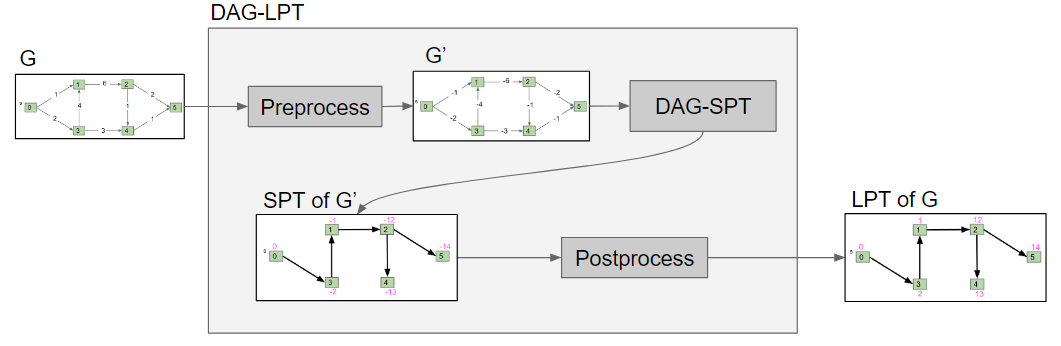 DAG-LPT
G
1 6 2
1 2
s 0 4 1
2 1
3 3 4
Preprocess
G’
1 -6 2
-1 -2
s 0 -4 -1 5
-2 -1
3 -3 4
DAG-SPT
SPT of G’
-1 -12
1 2
0 -14
s 0 5
3 4
-2 -13
Postprocess
LPT of G
1 12
1 2
0 14
s 0 5
3 4
2 13